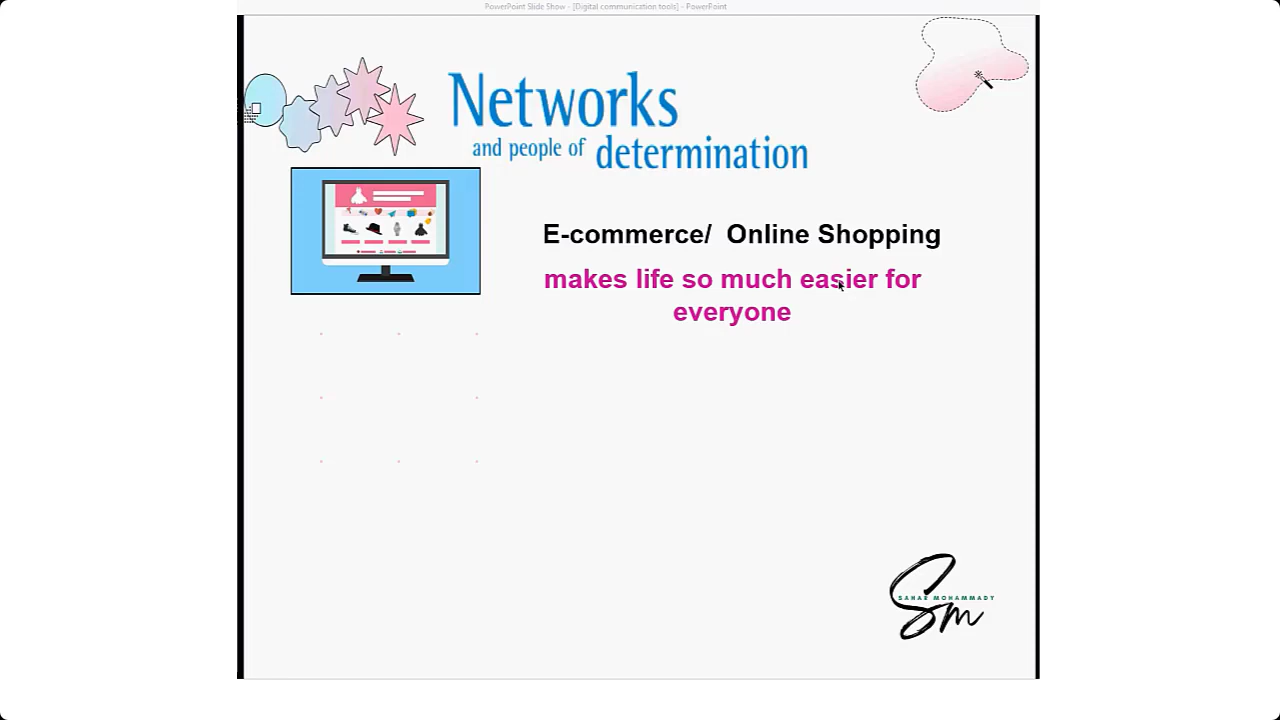 PowerPoint Slide Show - [Digital communication tools] - PowerPoint
Networks
and people of determination
E-commerce/  Online Shopping
makes life so much easier for
everyone
Sm
SAHAR MOHAMMADY